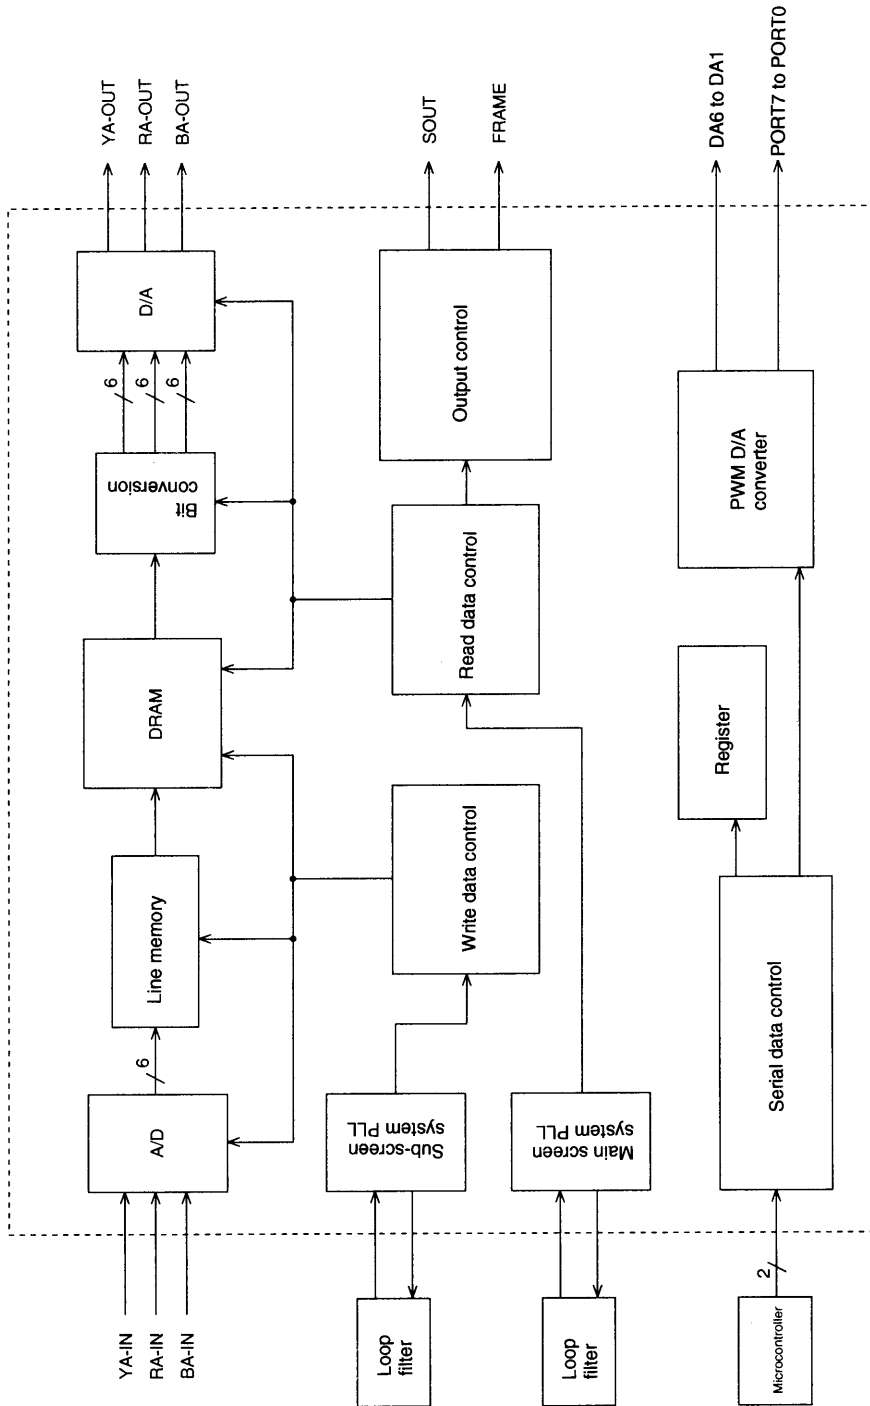 YA-IN
RA-IN
BA-IN
A/D
6
Line memory
DRAM
Bit
conversion
6
6
6
D/A
YA-OUT
RA-OUT
BA-OUT
Loop
filter
Sub-screen
system PLL
Write data control
Read data control
Output control
SOUT
FRAME
Loop
filter
Main screen
system PLL
Microcontroller
2
Serial data control
Register
PWM D/A
converter
DA6 to DA1
PORT7 to PORT0